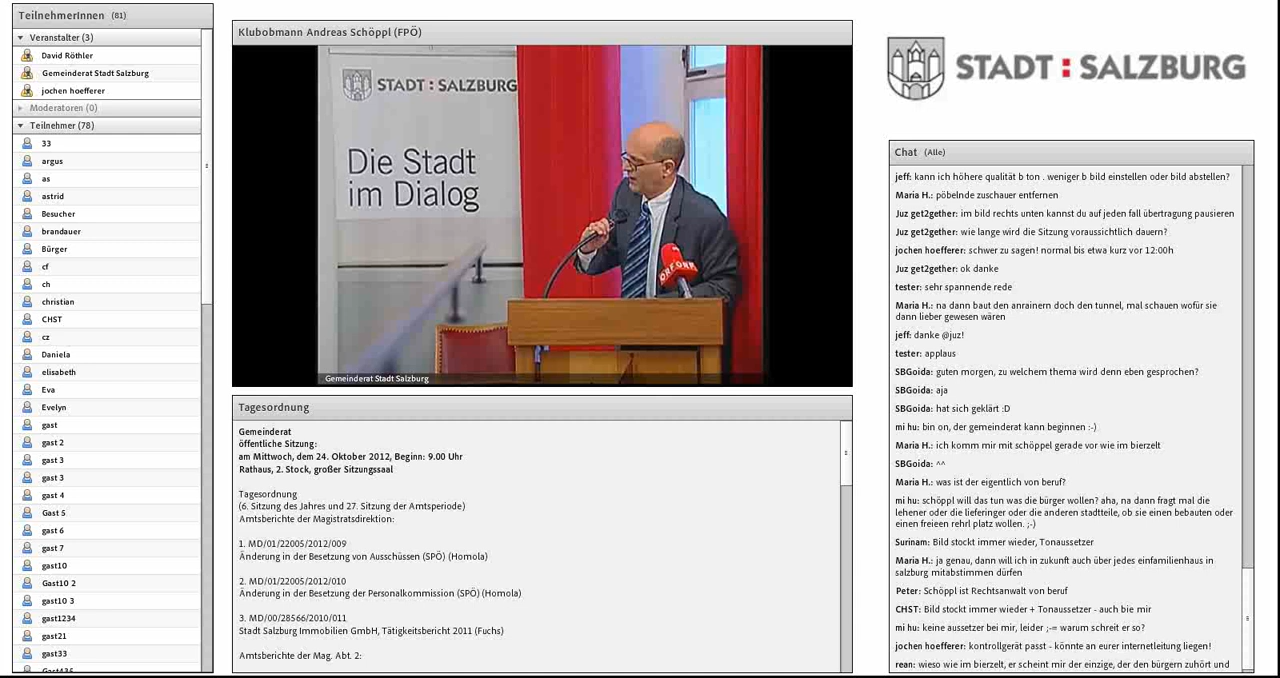 TeilnehmerInnen (81)
Veranstalter (3)
David Röthler
Gemeinderat Stadt Salzburg
jochen hoefferer
Moderatoren (0)
Teilnehmer (78)
33
argus
as
astrid
Besucher
brandauer
Bürger
cf
ch
christian
CHST
cz
Daniela
elisabeth
Eva
Evelyn
gast
gast 2
gast 3
gast 3
gast 4
Gast 5
gast 6
gast 7
gast10
Gast10 2
gast10 3
gast1234
gast21
gast33
Gast435
Klubobmann Andreas Schöppl (FPÖ)
STADT : SALZBURG
Die Stadt
im Dialog
ORF ORF
Gemeinderat Stadt Salzburg
Tagesordnung
Gemeinderat
öffentliche Sitzung:
am Mittwoch, dem 24. Oktober 2012, Beginn: 9.00 Uhr
Rathaus, 2. Stock, großer Sitzungssaal
Tagesordnung
(6. Sitzung des Jahres und 27. Sitzung der Amtsperiode)
Amtsberichte der Magistratsdirektion:
1. MD/01/22005/2012/009
Änderung in der Besetzung von Ausschüssen (SPÖ) (Homola)
2. MD/01/22005/2012/010
Änderung in der Besetzung der Personalkommission (SPÖ) (Homola)
3. MD/00/28566/2010/011
Stadt Salzburg Immobilien GmbH, Tätigkeitsbericht 2011 (Fuchs)
Amtsberichte der Mag. Abt. 2:
STADT : SALZBURG
Chat (Alle)
jeff: kann ich höhere qualität b ton . weniger b bild einstellen oder bild abstellen?
Maria H.: pöbelnde zuschauer entfernen
Juz get2gether: im bild rechts unten kannst du auf jeden fall übertragung pausieren
Juz get2gether: wie lange wird die Sitzung voraussichtlich dauern?
jochen hoefferer: schwer zu sagen! normal bis etwa kurz vor 12:00h
Juz get2gether: ok danke
tester: sehr spannende rede
Maria H.: na dann baut den anrainern doch den tunnel, mal schauen wofür sie
dann lieber gewesen wären
jeff: danke @juz!
tester: applaus
SBGoida: guten morgen, zu welchem thema wird denn eben gesprochen?
SBGoida: aja
SBGoida: hat sich geklärt :D
mi hu: bin on, der gemeinderat kann beginnen :-)
Maria H.: ich komm mir mit schöppel gerade vor wie im bierzelt
SBGoida: ^^
Maria H.: was ist der eigentlich von beruf?
mi hu: schöppl will das tun was die bürger wollen? aha, na dann fragt mal die
lehener oder die lieferinger oder die anderen stadtteile, ob sie einen bebauten oder
einen freieen rehrl platz wollen. ;-)
Surinam: Bild stockt immer wieder, Tonaussetzer
Maria H.: ja genau, dann will ich in zukunft auch über jedes einfamilienhaus in
salzburg mitabstimmen dürfen
Peter: Schöppl ist Rechtsanwalt von beruf
CHST: Bild stockt immer wieder + Tonaussetzer - auch bie mir
mi hu: keine aussetzer bei mir, leider ;-= warum schreit er so?
jochen hoefferer: kontrollgerät passt - könnte an eurer internetleitung liegen!
rean: wieso wie im bierzelt, er scheint mir der einzige, der den bürgern zuhört und